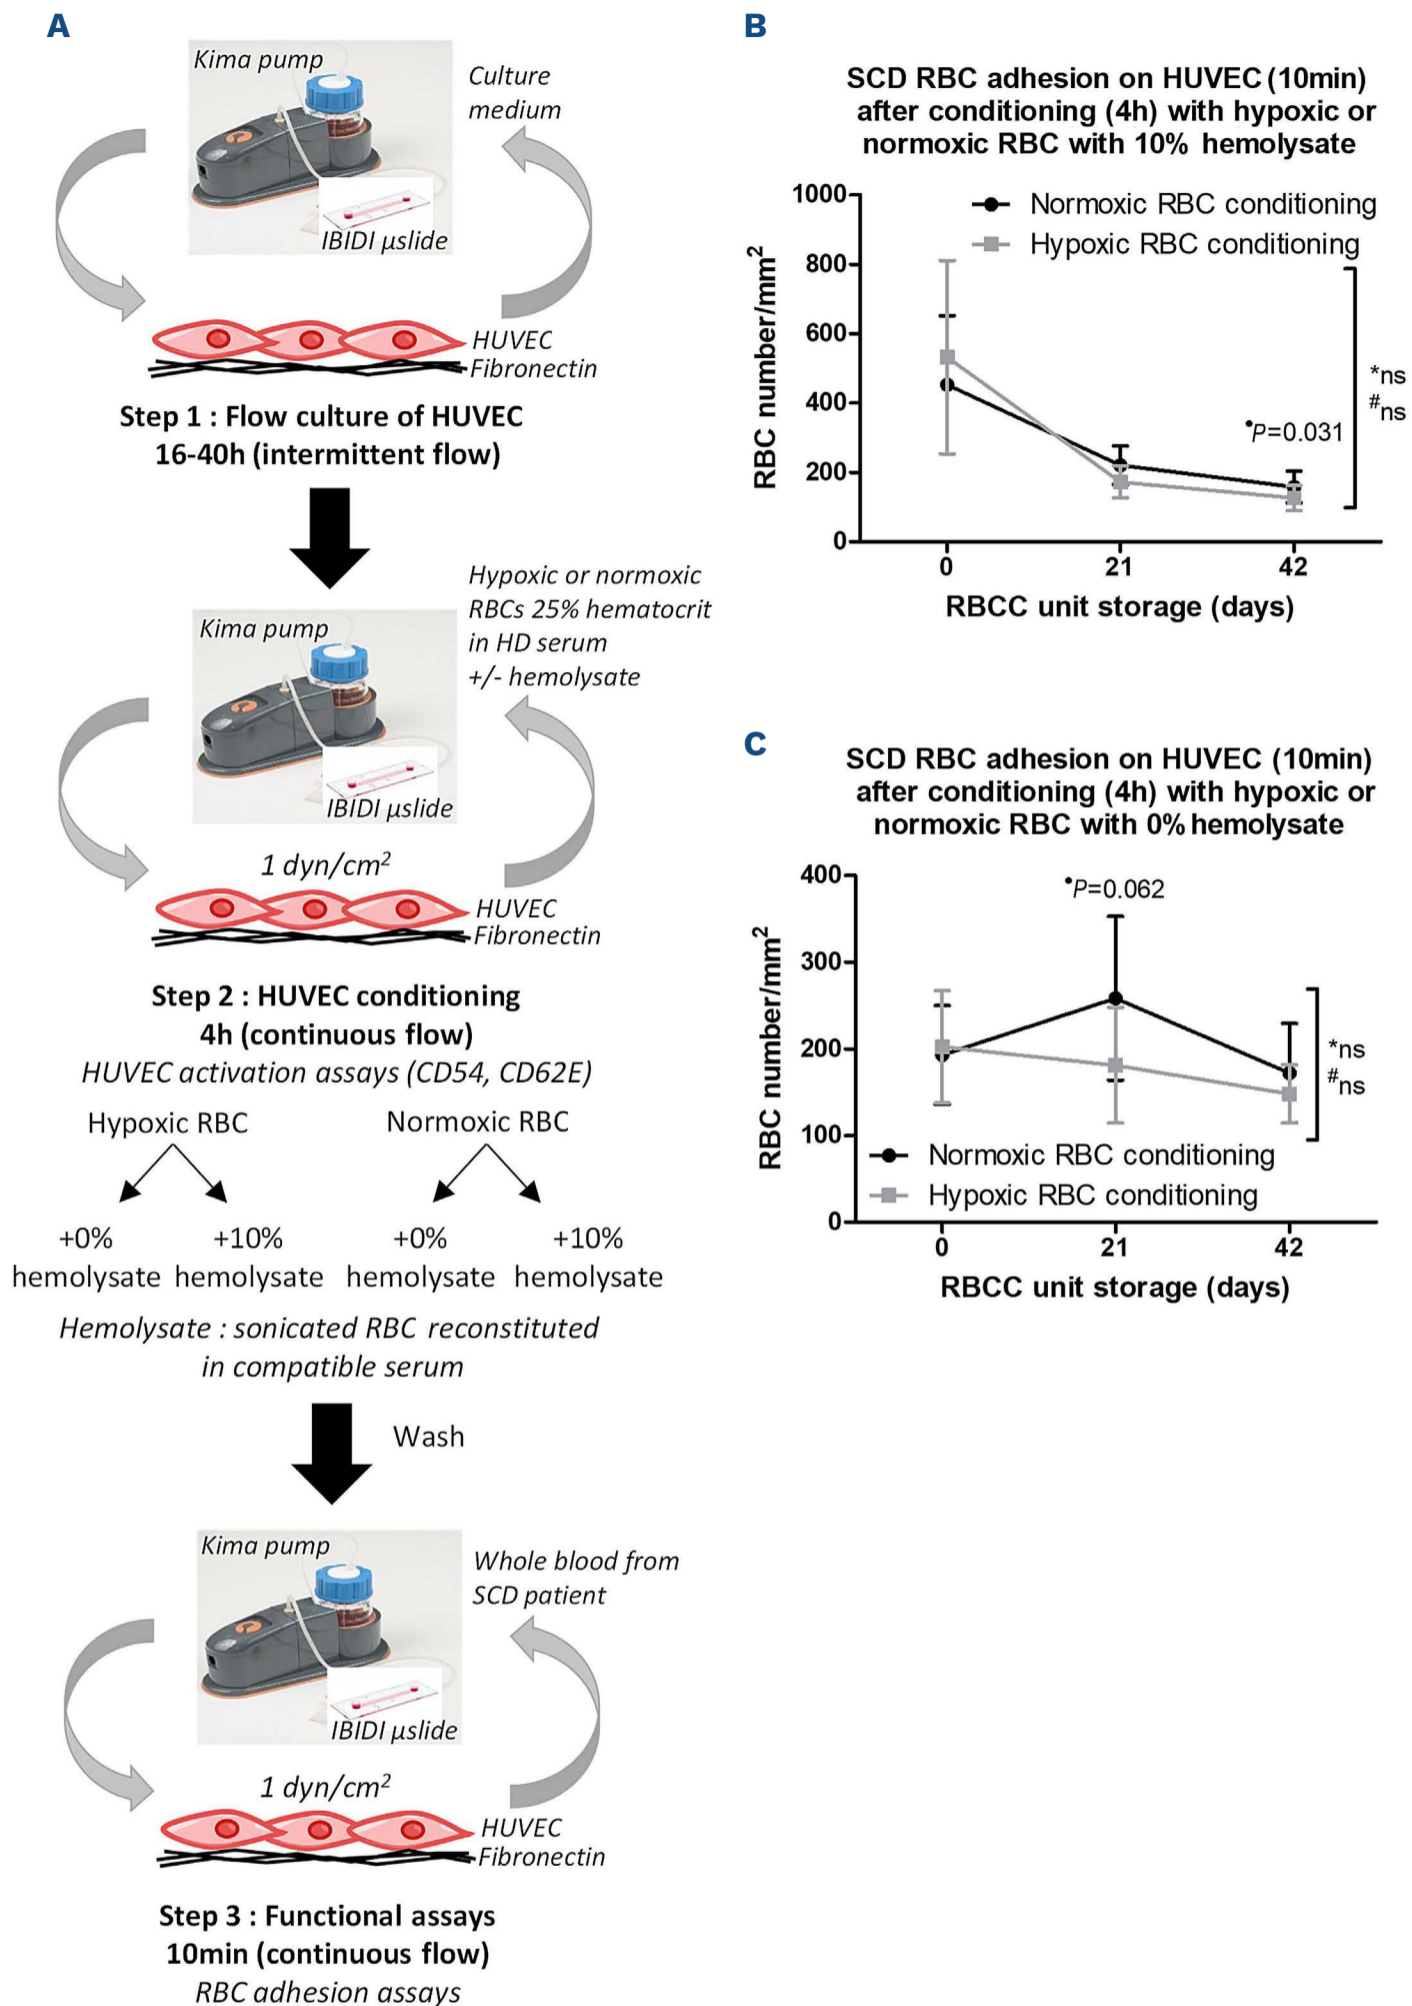 A
Kima pump
Culture
medium
IBIDI µslide
HUVEC
Fibronectin
Step 1 : Flow culture of HUVEC
16-40h (intermittent flow)
Hypoxic or normoxic
RBCs 25% hematocrit
in HD serum
+/- hemolysate
Kima pump
IBIDI µslide
1 dyn/cm²
HUVEC
Fibronectin
Step 2 : HUVEC conditioning
4h (continuous flow)
HUVEC activation assays (CD54, CD62E)
Hypoxic RBC Normoxic RBC
+0% +10% +0% +10%
hemolysate hemolysate hemolysate hemolysate
Hemolysate : sonicated RBC reconstituted
in compatible serum
Wash
Kima pump
Whole blood from
SCD patient
IBIDI µslide
1 dyn/cm²
HUVEC
Fibronectin
Step 3 : Functional assays
10min (continuous flow)
RBC adhesion assays
B
SCD RBC adhesion on HUVEC (10min)
after conditioning (4h) with hypoxic or
normoxic RBC with 10% hemolysate
RBC number/mm²
1000
800
600
400
200
0
Normoxic RBC conditioning
Hypoxic RBC conditioning
•P=0.031
*ns
#ns
0 21 42
RBCC unit storage (days)
C
SCD RBC adhesion on HUVEC (10min)
after conditioning (4h) with hypoxic or
normoxic RBC with 0% hemolysate
RBC number/mm²
400
300
200
100
0
•P=0.062
*ns
#ns
Normoxic RBC conditioning
Hypoxic RBC conditioning
0 21 42
RBCC unit storage (days)